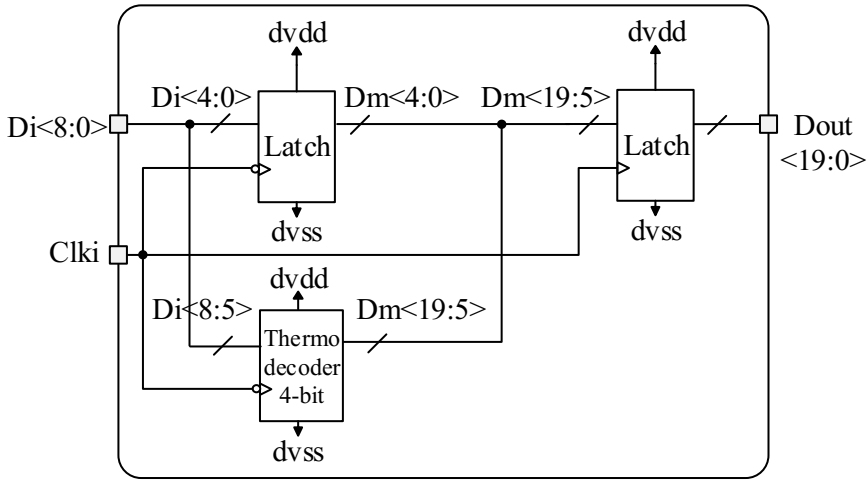 dvdd
dvdd
Di<4:0>
Dm<4:0>
Dm<19:5>
Di<8:0>
Latch
Latch
Dout
<19:0>
dvss
dvss
Clki
dvdd
Di<8:5>
Dm<19:5>
Thermo
decoder
4-bit
dvss